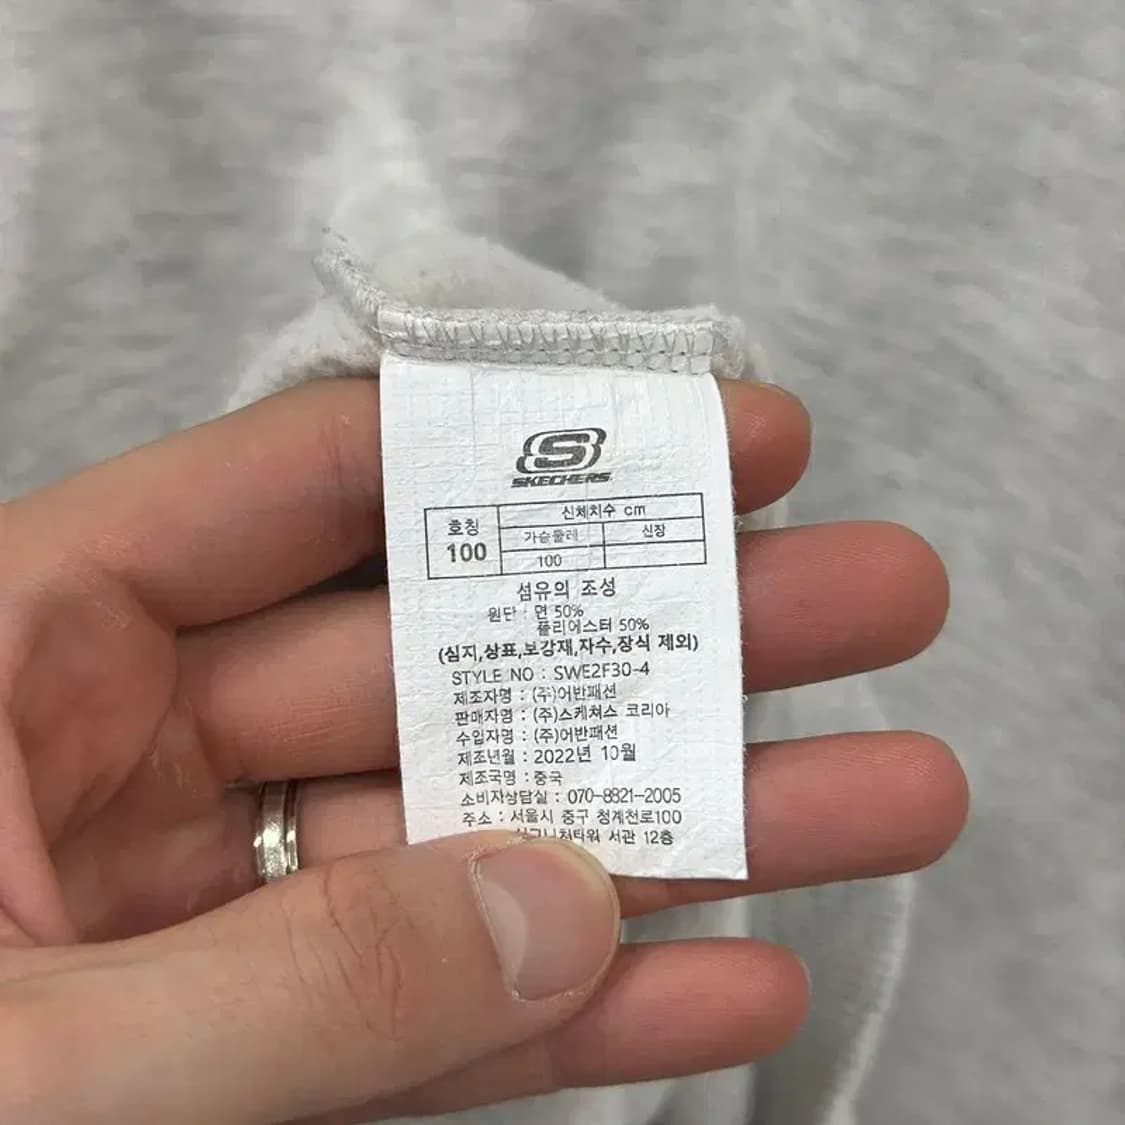 SKECHERS
호칭
100
신체치수 cm
가슴둘레
신장
100
섬유의 조성
원단 : 면 50%
폴리에스터 50%
(심지,상표,보강재,자수,장식 제외)
STYLE NO : SWE2F30-4
제조자명 : (주)어반패션
판매자명 : (주)스케쳐스 코리아
수입자명 : (주)어반패션
제조년월 : 2022년 10월
제조국명 : 중국
소비자상담실 : 070-8821-2005
주소 : 서울시 중구 청계천로100
서관 12층